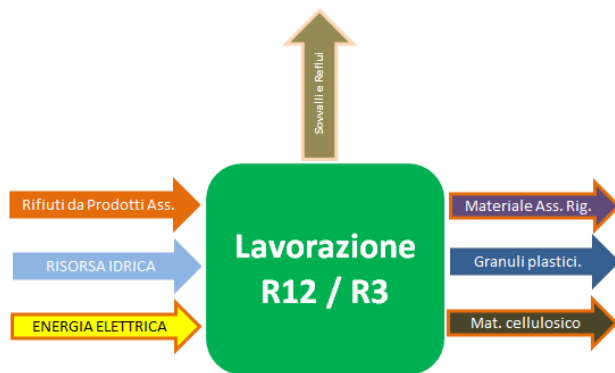 Sovvalli e Reflui
Rifiuti da Prodotti Ass.
RISORSA IDRICA
ENERGIA ELETTRICA
Lavorazione
R12 / R3
Materiale Ass. Rig.
Granuli plastici.
Mat. cellulosico